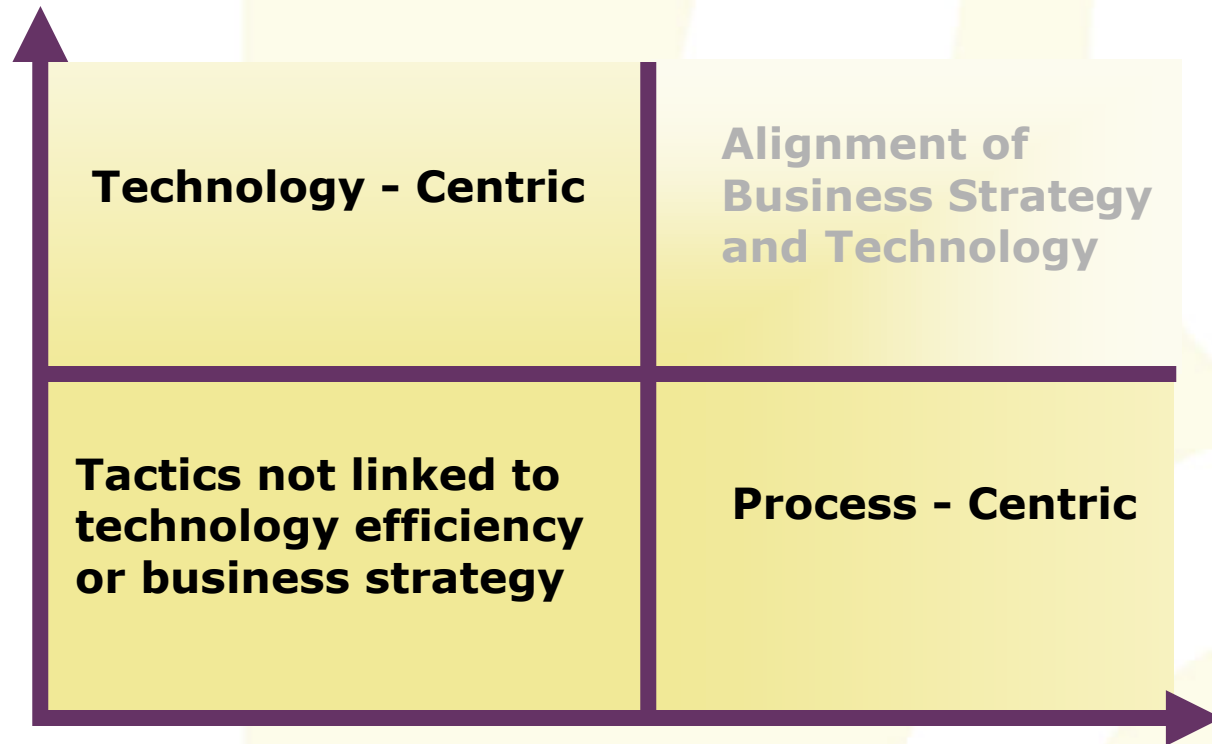 Technology - Centric
Alignment of
Business Strategy
and Technology
Tactics not linked to
technology efficiency
or business strategy
Process - Centric